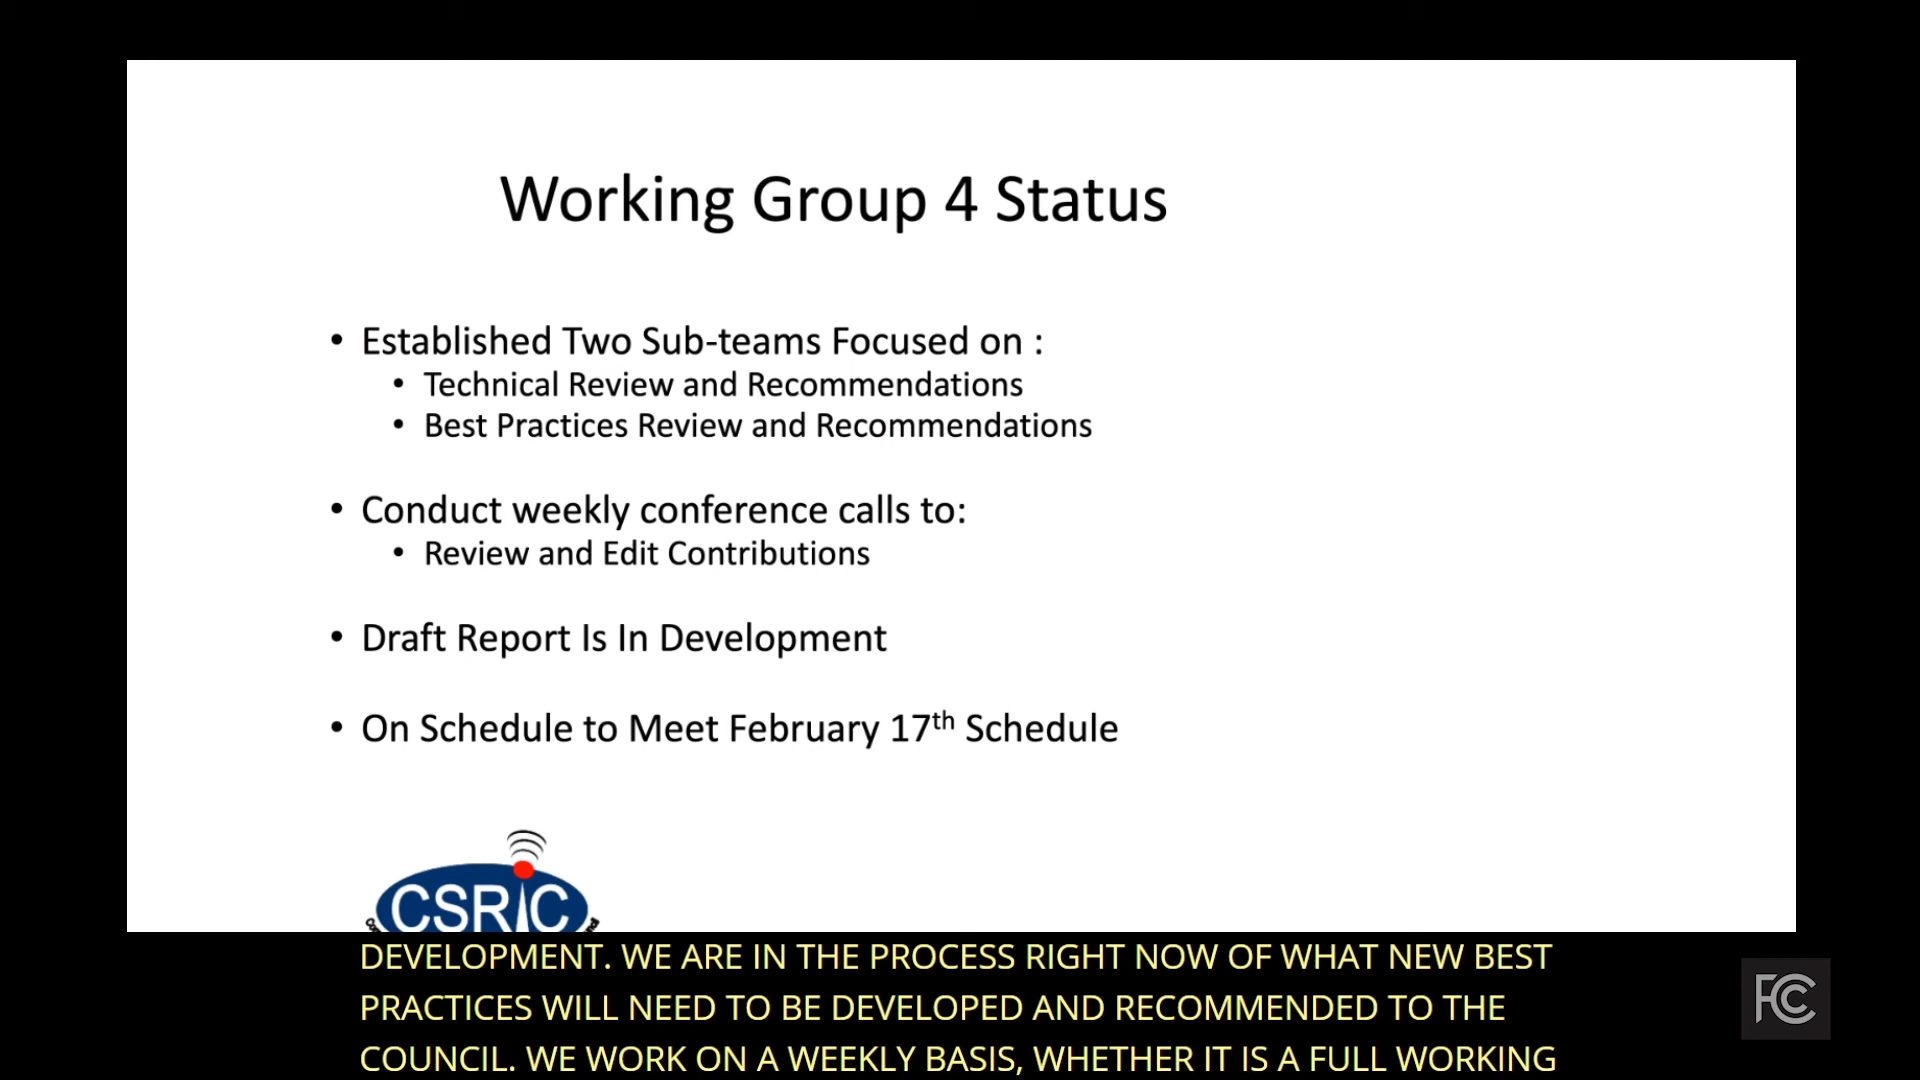 Working Group 4 Status
• Established Two Sub-teams Focused on :
• Technical Review and Recommendations
• Best Practices Review and Recommendations
• Conduct weekly conference calls to:
• Review and Edit Contributions
• Draft Report Is In Development
• On Schedule to Meet February 17th Schedule
CSRIC
DEVELOPMENT. WE ARE IN THE PROCESS RIGHT NOW OF WHAT NEW BEST
PRACTICES WILL NEED TO BE DEVELOPED AND RECOMMENDED TO THE
COUNCIL. WE WORK ON A WEEKLY BASIS, WHETHER IT IS A FULL WORKING
FCC